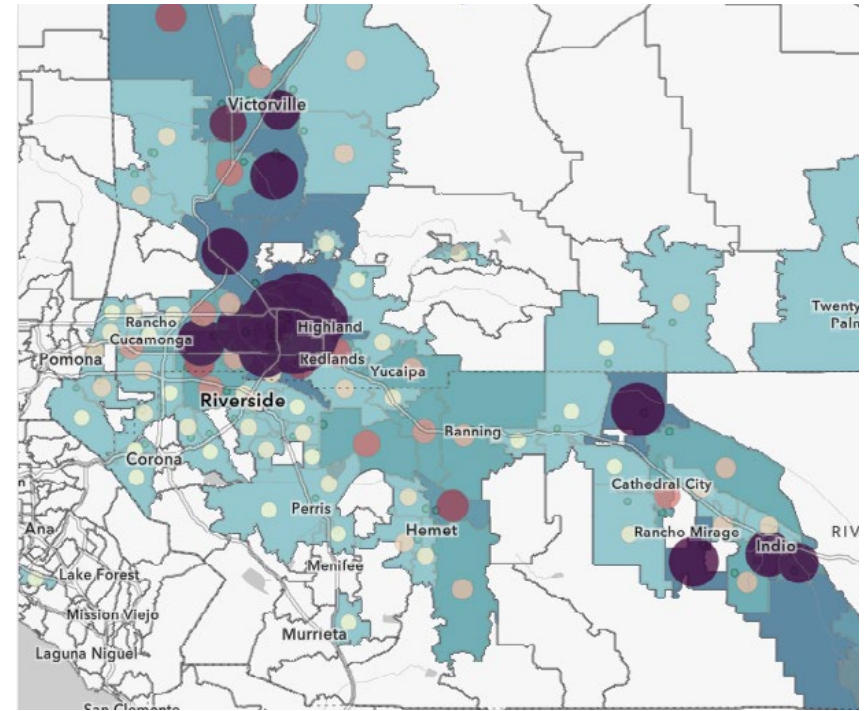 Victorville
Rancho
Cucamonga
Highland
Redlands
Pomona
Yucaipa
Riverside
Banning
Corona
Cathedral City
Perris
Ana
Hemet
Rancho Mirage
Indio
RIV
Menifee
Lake Forest
Mission Viejo
Murrieta
Laguna Niguel
San Clemente
Twenty
Palm